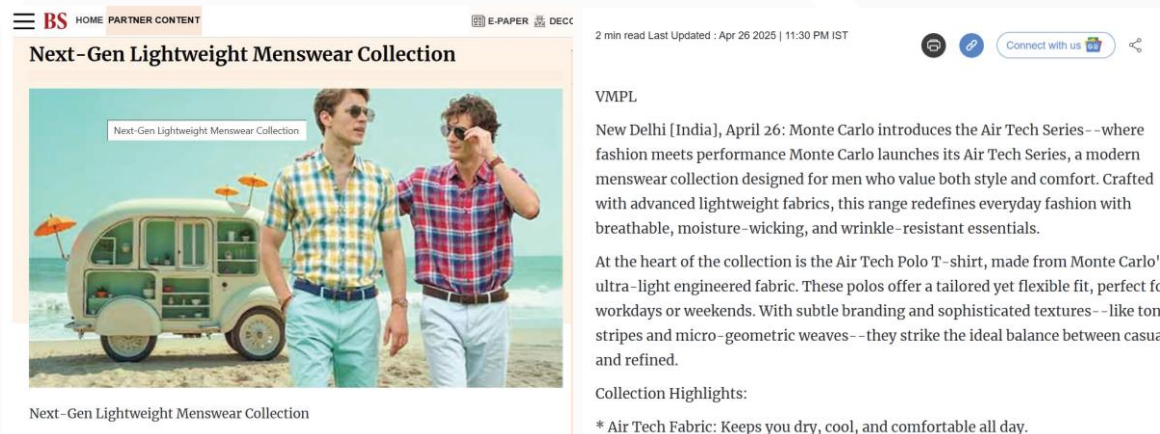 BS HOME PARTNER CONTENT
E-PAPER
Next-Gen Lightweight Menswear Collection
Next-Gen Lightweight Menswear Collection
Next-Gen Lightweight Menswear Collection
2 min read Last Updated : Apr 26 2025 | 11:30 PM IST
Connect with us
VMPL
New Delhi [India], April 26: Monte Carlo introduces the Air Tech Series--where
fashion meets performance Monte Carlo launches its Air Tech Series, a modern
menswear collection designed for men who value both style and comfort. Crafted
with advanced lightweight fabrics, this range redefines everyday fashion with
breathable, moisture-wicking, and wrinkle-resistant essentials.
At the heart of the collection is the Air Tech Polo T-shirt, made from Monte Carlo'
ultra-light engineered fabric. These polos offer a tailored yet flexible fit, perfect
workdays or weekends. With subtle branding and sophisticated textures--like
stripes and micro-geometric weaves--they strike the ideal balance between
and refined.
Collection Highlights:
* Air Tech Fabric: Keeps you dry, cool, and comfortable all day.